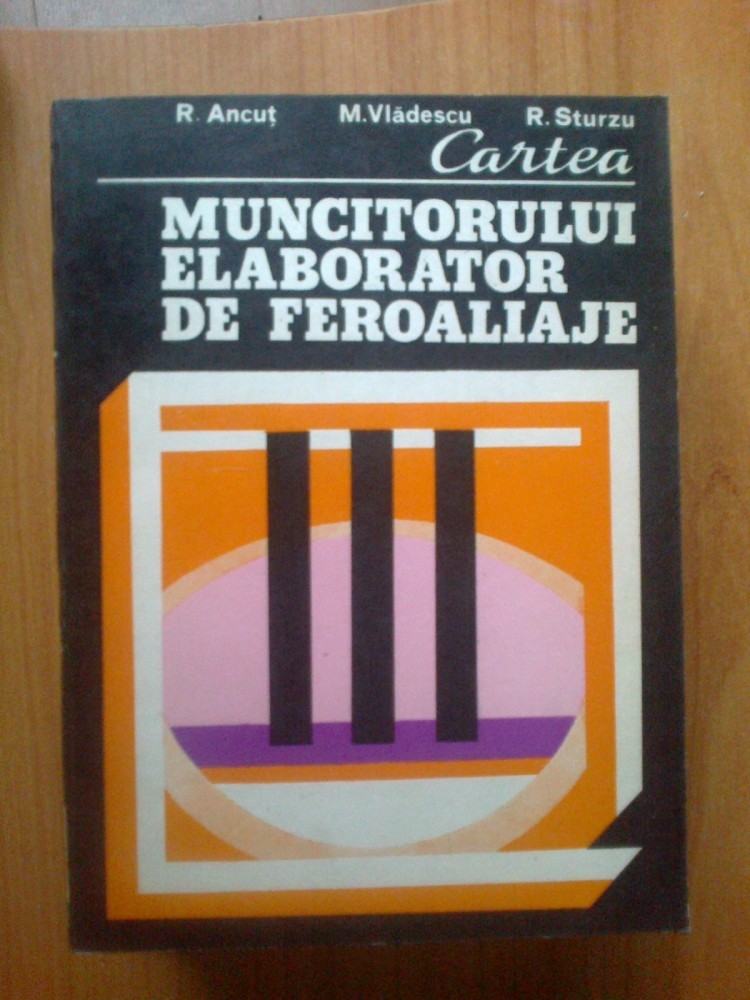 R. Ancuț M. Vlădescu R. Sturzu
Cartea
MUNCITORULUI
ELABORATOR
DE FEROALIAJE